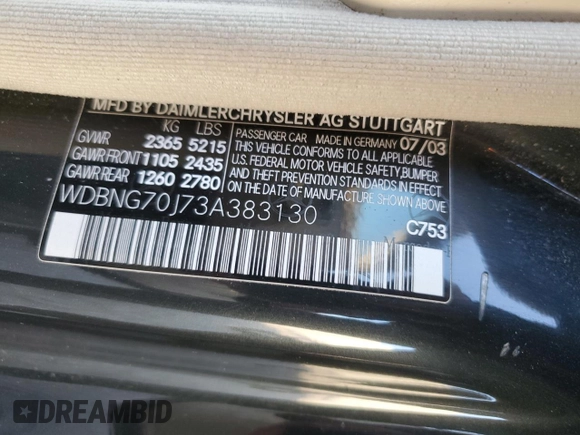 MFD BY DAIMLERCHRYSLER AG STUTTGART
KG LBS
GVWR 2365 5215
GAWR FRONT 1105 2435
GAWR REAR 1260 2780
PASSENGER CAR MADE IN GERMANY 07/03
THIS VEHICLE CONFORMS TO ALL APPLICABLE
U.S. FEDERAL MOTOR VEHICLE SAFETY, BUMPER
AND THEFT PREVENTION STANDARDS IN EFFECT
ON THE DATE OF MANUFACTURE SHOWN ABOVE.
WDBNG70J73A383130
C753
DREAMBID